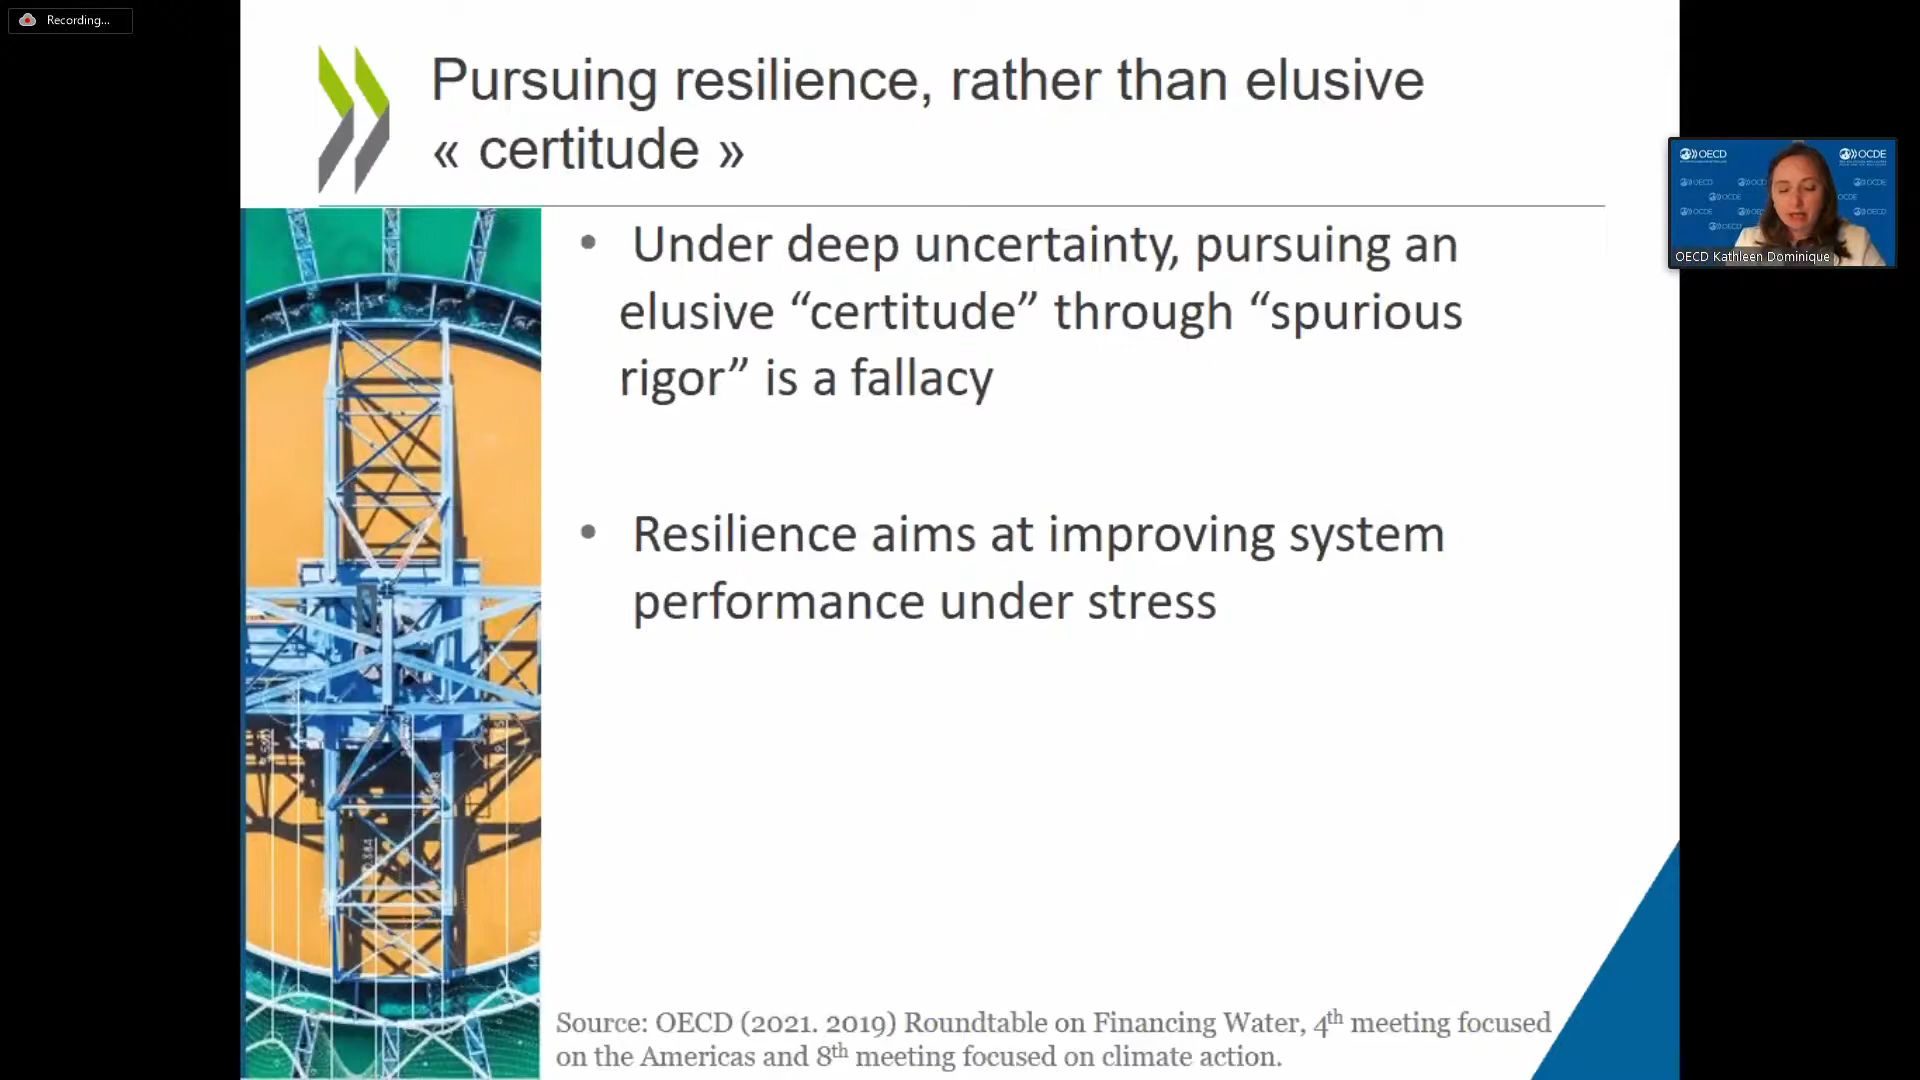 Recording...
Pursuing resilience, rather than elusive
« certitude »
• Under deep uncertainty, pursuing an
elusive “certitude” through “spurious
rigor” is a fallacy
• Resilience aims at improving system
performance under stress
Source: OECD (2021. 2019) Roundtable on Financing Water, 4th meeting focused
on the Americas and 8th meeting focused on climate action.
OECD
OCDE
OECD Kathleen Dominique